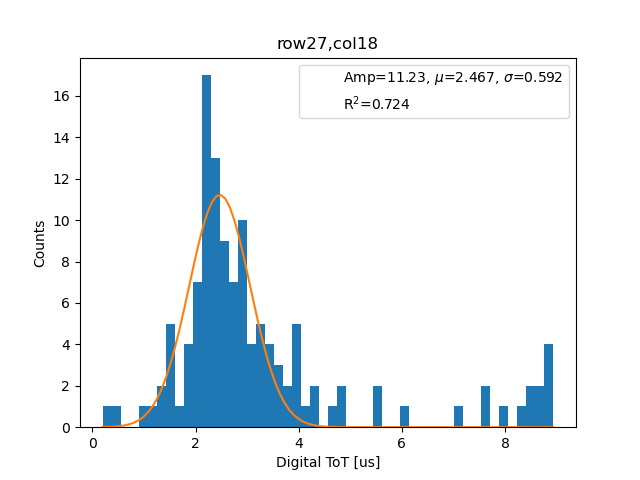 row27,col18
Amp=11.23, μ=2.467, σ=0.592
R²=0.724
Counts
16
14
12
10
8
6
4
2
0
0 2 4 6 8
Digital ToT [us]